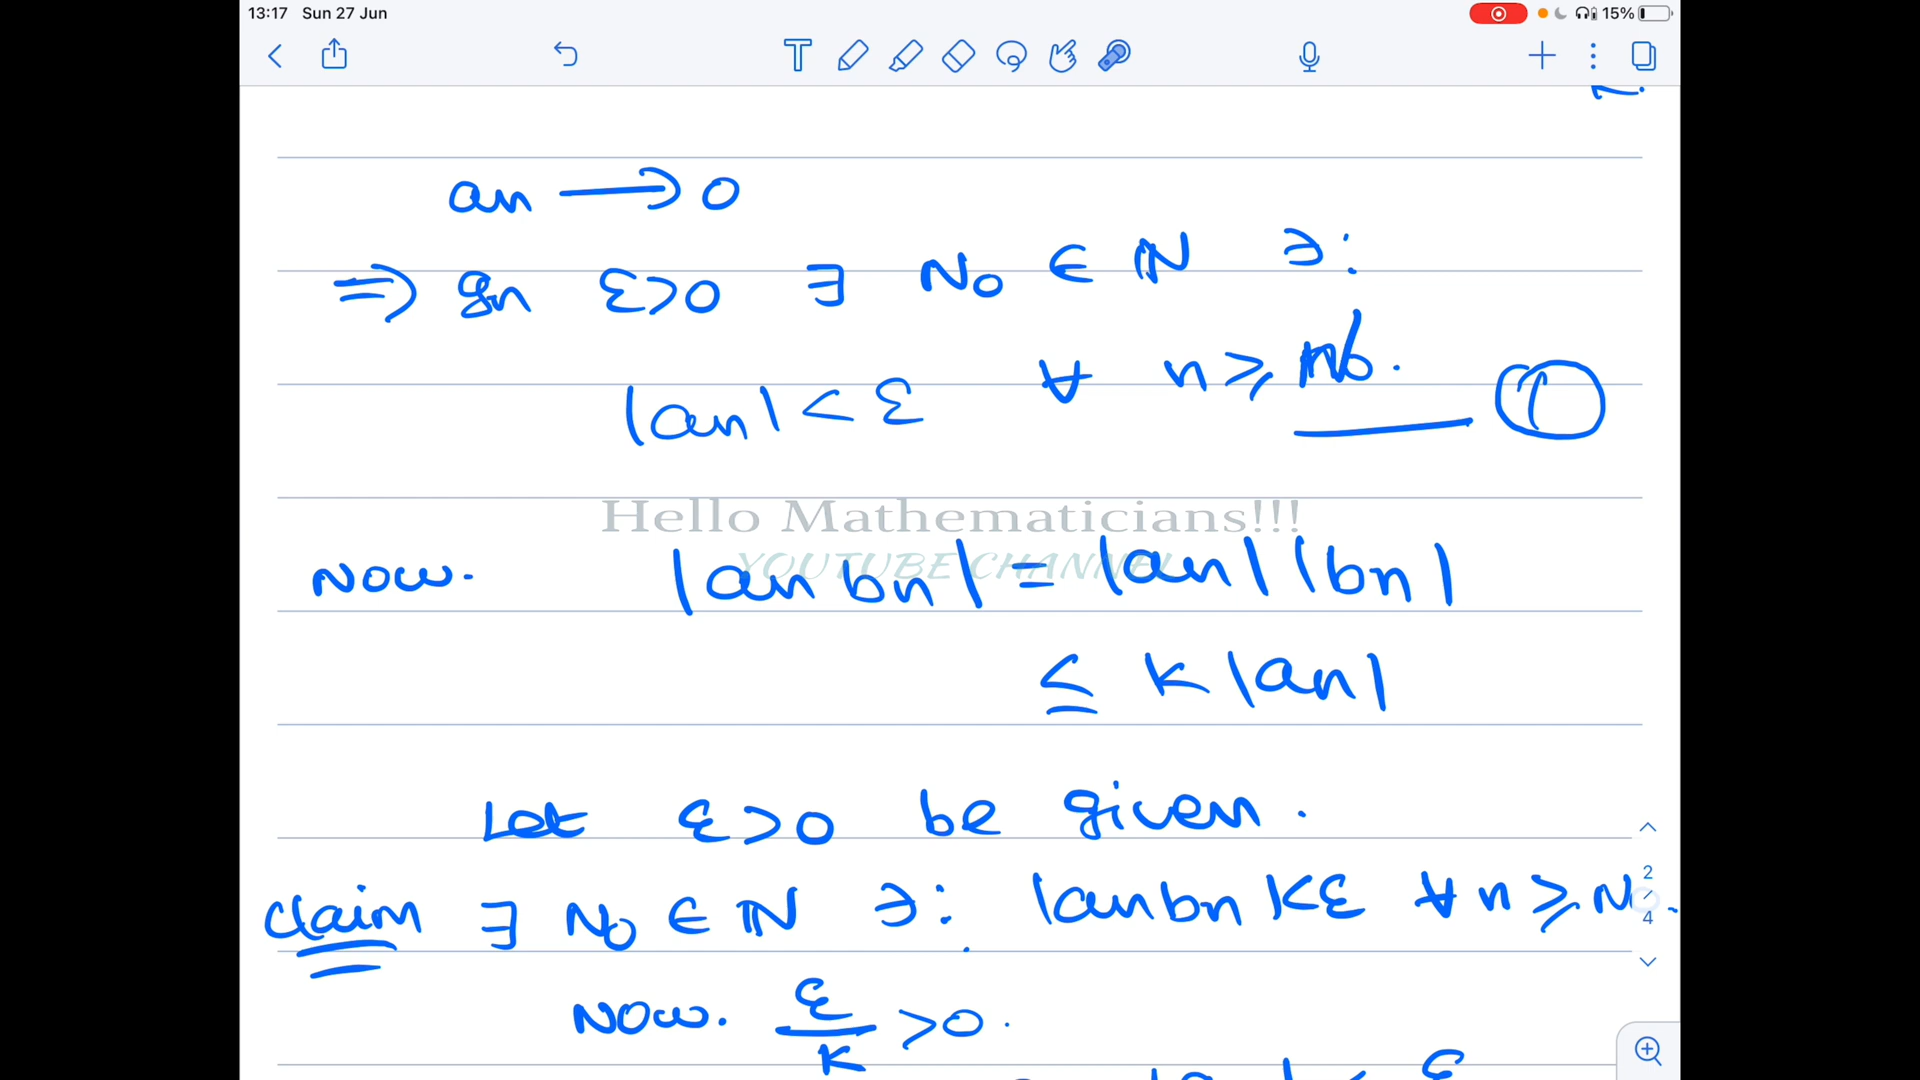 13:17 Sun 27 Jun 15%
an → 0
⇒ gn ε>0 ∃ N₀ ∈ ℕ ∋:
|an| < ε ∀ n ≥ N₀. ①
Hello Mathematicians!!!
YOUTUBE CHANNEL
Now. |an bn| = |an| |bn|
≤ k |an|
Let ε>0 be given.
claim ∃ N₀ ∈ ℕ ∋: |anbn|<ε ∀ n ≥ N₀.
2/4
Now. ε/k >0.